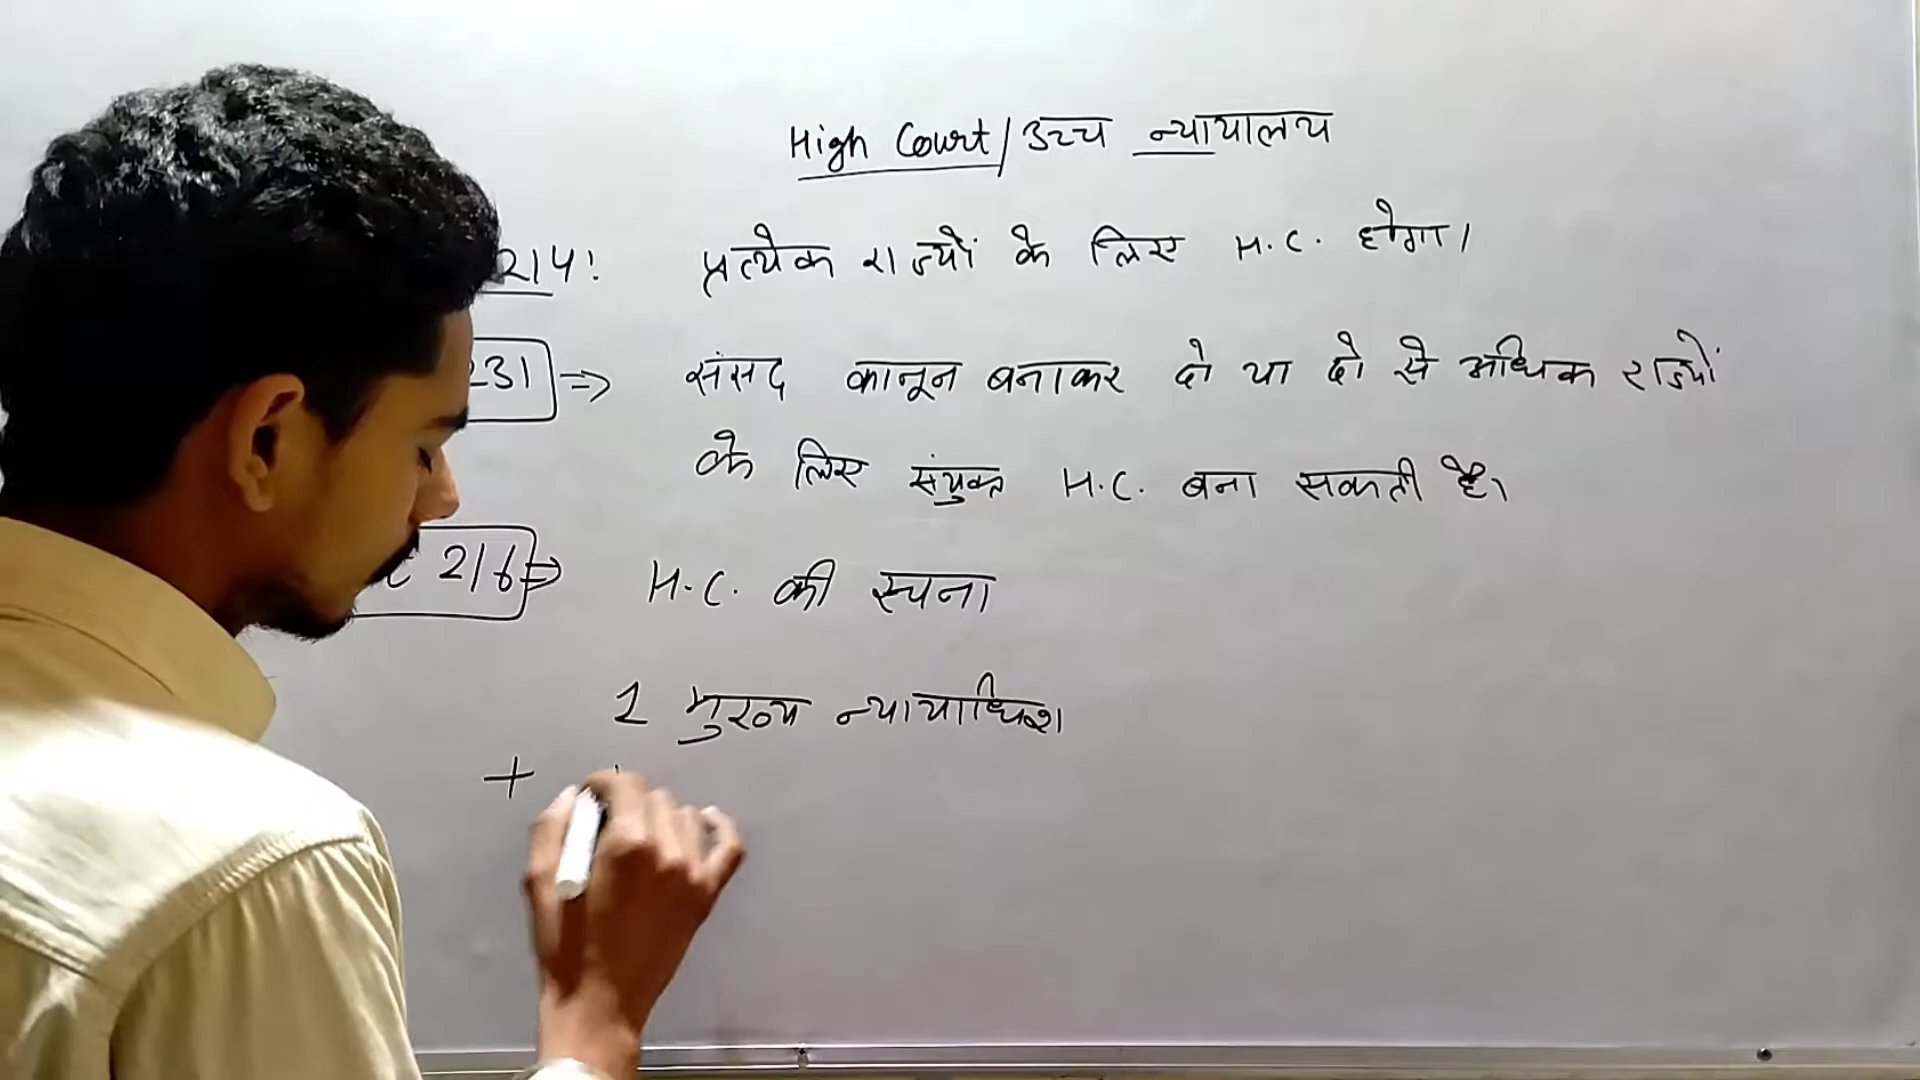 High Court/उच्च न्यायालय
214: प्रत्येक राज्यों के लिए H.C. होगा।
231 => संसद कानून बनाकर दो या दो से अधिक राज्यों
के लिए संयुक्त H.C. बना सकती है।
216 => H.C. की रचना
1 मुख्य न्यायाधिश
+